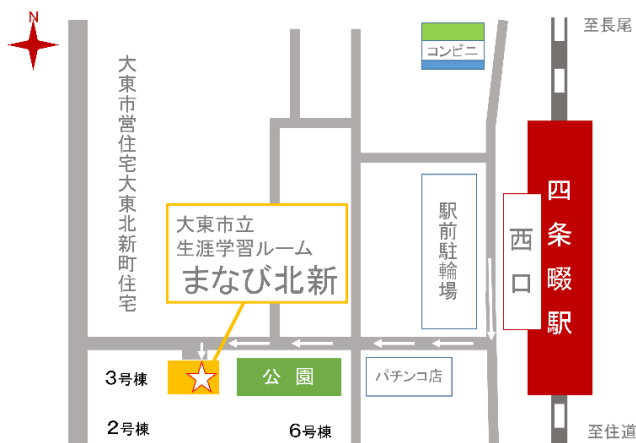 N
至長尾
コンビニ
大東市営住宅大東北新町住宅
四条畷駅
西口
駅前駐輪場
大東市立
生涯学習ルーム
まなび北新
3号棟
公園
パチンコ店
2号棟
6号棟
至住道